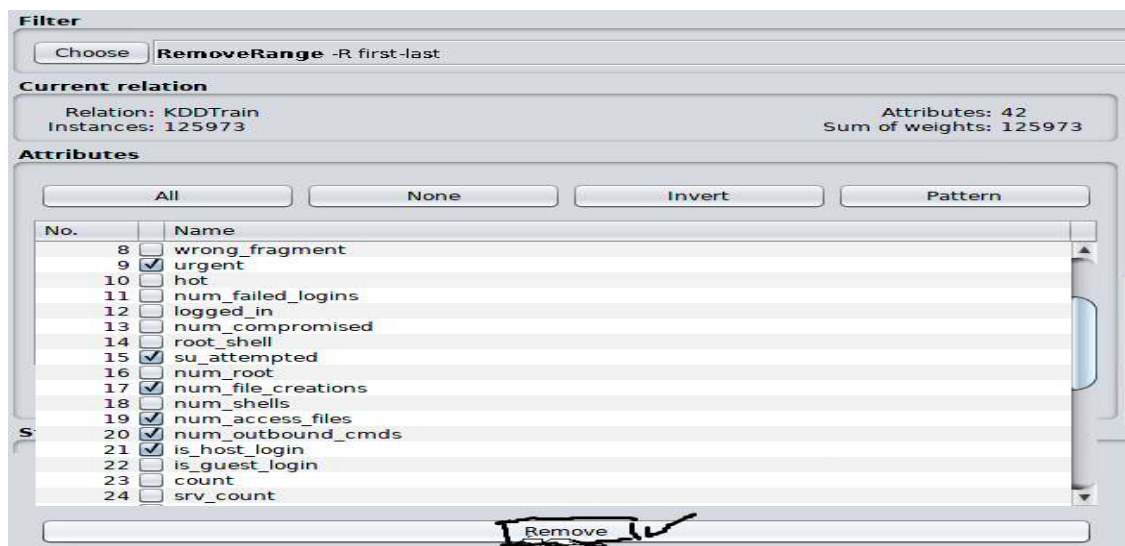 Filter
Choose RemoveRange -R first-last
Current relation
Relation: KDDTrain Attributes: 42
Instances: 125973 Sum of weights: 125973
Attributes
All None Invert Pattern
No. Name
8 wrong_fragment
9 urgent
10 hot
11 num_failed_logins
12 logged_in
13 num_compromised
14 root_shell
15 su_attempted
16 num_root
17 num_file_creations
18 num_shells
19 num_access_files
S
20 num_outbound_cmds
21 is_host_login
22 is_guest_login
23 count
24 srv_count
Remove